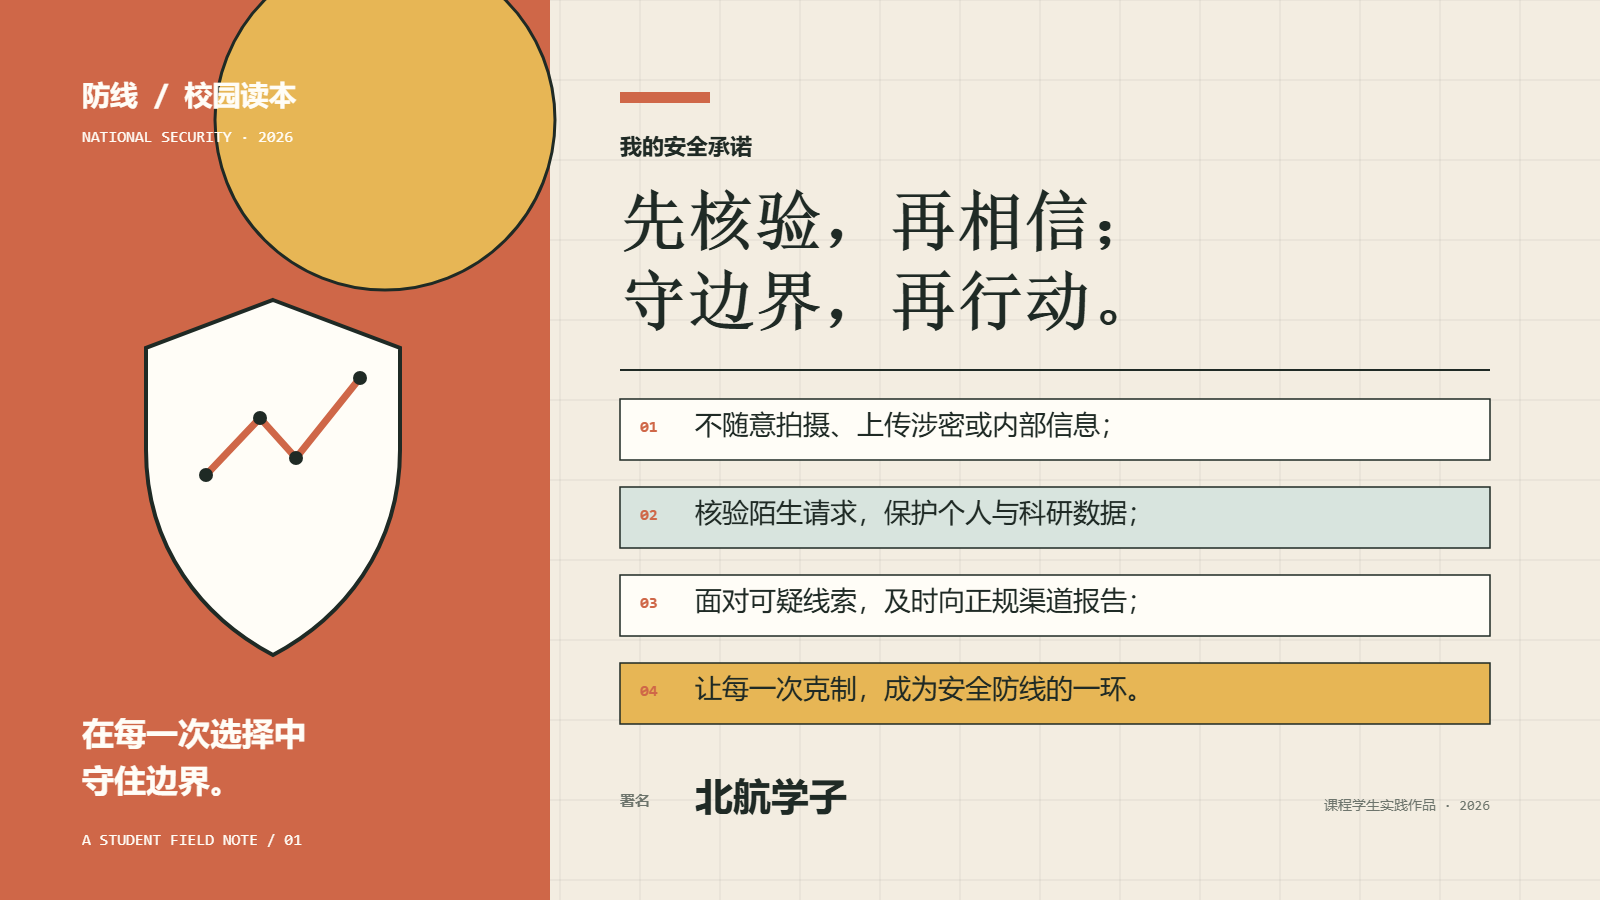 防线 / 校园读本
NATIONAL SECURITY · 2026
在每一次选择中
守住边界。
A STUDENT FIELD NOTE / 01
我的安全承诺
先核验，再相信；
守边界，再行动。
01 不随意拍摄、上传涉密或内部信息；
02 核验陌生请求，保护个人与科研数据；
03 面对可疑线索，及时向正规渠道报告；
04 让每一次克制，成为安全防线的一环。
署名 北航学子
课程学生实践作品 · 2026